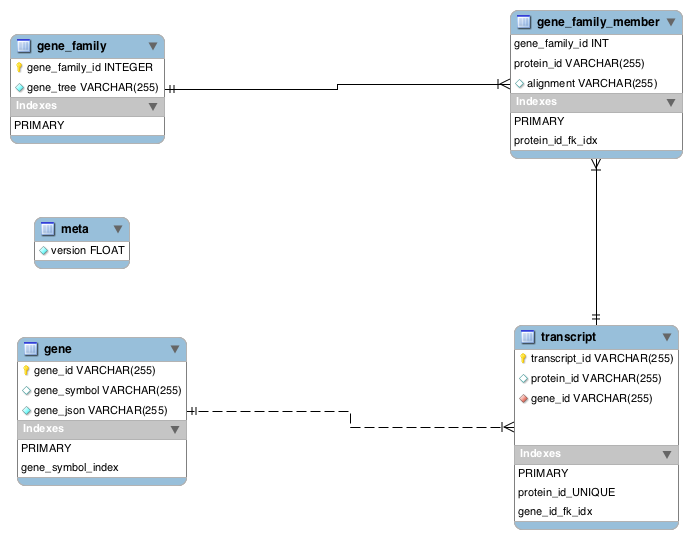 gene_family
gene_family_id INTEGER
gene_tree VARCHAR(255)
Indexes
PRIMARY
gene_family_member
gene_family_id INT
protein_id VARCHAR(255)
alignment VARCHAR(255)
Indexes
PRIMARY
protein_id_fk_idx
meta
version FLOAT
gene
gene_id VARCHAR(255)
gene_symbol VARCHAR(255)
gene_json VARCHAR(255)
Indexes
PRIMARY
gene_symbol_index
transcript
transcript_id VARCHAR(255)
protein_id VARCHAR(255)
gene_id VARCHAR(255)
Indexes
PRIMARY
protein_id_UNIQUE
gene_id_fk_idx